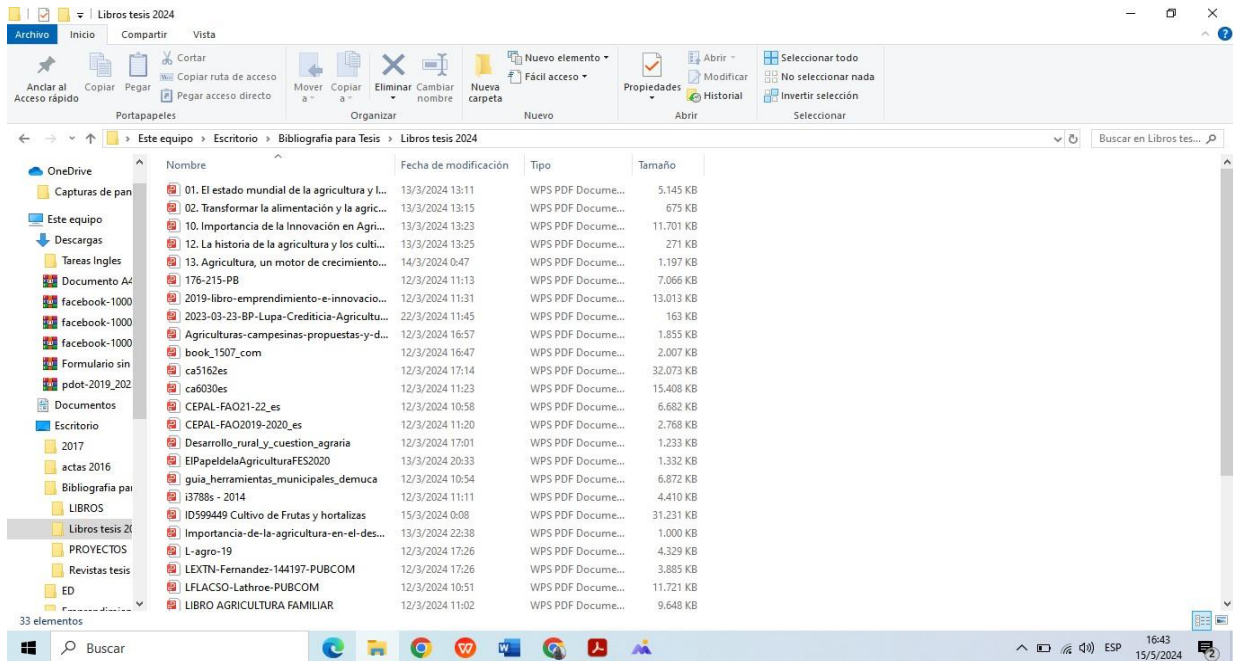 Libros tesis 2024
Archivo Inicio Compartir Vista
Anclar al Acceso rápido
Copiar
Pegar
Cortar
Copiar ruta de acceso
Pegar acceso directo
Portapapeles
Mover a
Copiar a
Eliminar
Cambiar nombre
Organizar
Nueva carpeta
Nuevo elemento
Fácil acceso
Nuevo
Propiedades
Abrir
Modificar
Historial
Abrir
Seleccionar todo
No seleccionar nada
Invertir selección
Seleccionar
Este equipo > Escritorio > Bibliografia para Tesis > Libros tesis 2024
Buscar en Libros tes...
OneDrive
Capturas de pan
Este equipo
Descargas
Tareas Ingles
Documento A4
facebook-1000
facebook-1000
facebook-1000
Formulario sin
pdot-2019_202
Documentos
Escritorio
2017
actas 2016
Bibliografia par
LIBROS
Libros tesis 20
PROYECTOS
Revistas tesis
ED
Nombre Fecha de modificación Tipo Tamaño
01. El estado mundial de la agricultura y l... 13/3/2024 13:11 WPS PDF Docume... 5.145 KB
02. Transformar la alimentación y la agric... 13/3/2024 13:15 WPS PDF Docume... 675 KB
10. Importancia de la Innovación en Agri... 13/3/2024 13:23 WPS PDF Docume... 11.701 KB
12. La historia de la agricultura y los culti... 13/3/2024 13:25 WPS PDF Docume... 271 KB
13. Agricultura, un motor de crecimiento... 14/3/2024 0:47 WPS PDF Docume... 1.197 KB
176-215-PB 12/3/2024 11:13 WPS PDF Docume... 7.066 KB
2019-libro-emprendimiento-e-innovacio... 12/3/2024 11:31 WPS PDF Docume... 13.013 KB
2023-03-23-BP-Lupa-Crediticia-Agricultu... 22/3/2024 11:45 WPS PDF Docume... 163 KB
Agriculturas-campesinas-propuestas-y-d... 12/3/2024 16:57 WPS PDF Docume... 1.855 KB
book_1507_com 12/3/2024 16:47 WPS PDF Docume... 2.007 KB
ca5162es 12/3/2024 17:14 WPS PDF Docume... 32.073 KB
ca6030es 12/3/2024 11:23 WPS PDF Docume... 15.408 KB
CEPAL-FAO21-22_es 12/3/2024 10:58 WPS PDF Docume... 6.682 KB
CEPAL-FAO2019-2020_es 12/3/2024 11:20 WPS PDF Docume... 2.768 KB
Desarrollo_rural_y_cuestion_agraria 12/3/2024 17:01 WPS PDF Docume... 1.233 KB
ElPapeldelaAgriculturaFES2020 13/3/2024 20:33 WPS PDF Docume... 1.332 KB
guia_herramientas_municipales_demuca 12/3/2024 10:54 WPS PDF Docume... 6.872 KB
i3788s - 2014 12/3/2024 11:11 WPS PDF Docume... 4.410 KB
ID599449 Cultivo de Frutas y hortalizas 15/3/2024 0:08 WPS PDF Docume... 31.231 KB
Importancia-de-la-agricultura-en-el-des... 13/3/2024 22:38 WPS PDF Docume... 1.000 KB
L-agro-19 12/3/2024 17:26 WPS PDF Docume... 4.329 KB
LEXTN-Fernandez-144197-PUBCOM 12/3/2024 17:26 WPS PDF Docume... 3.885 KB
LFLACSO-Lathroe-PUBCOM 12/3/2024 10:51 WPS PDF Docume... 11.721 KB
LIBRO AGRICULTURA FAMILIAR 12/3/2024 11:02 WPS PDF Docume... 9.648 KB
33 elementos
Buscar
ESP
16:43
15/5/2024
2